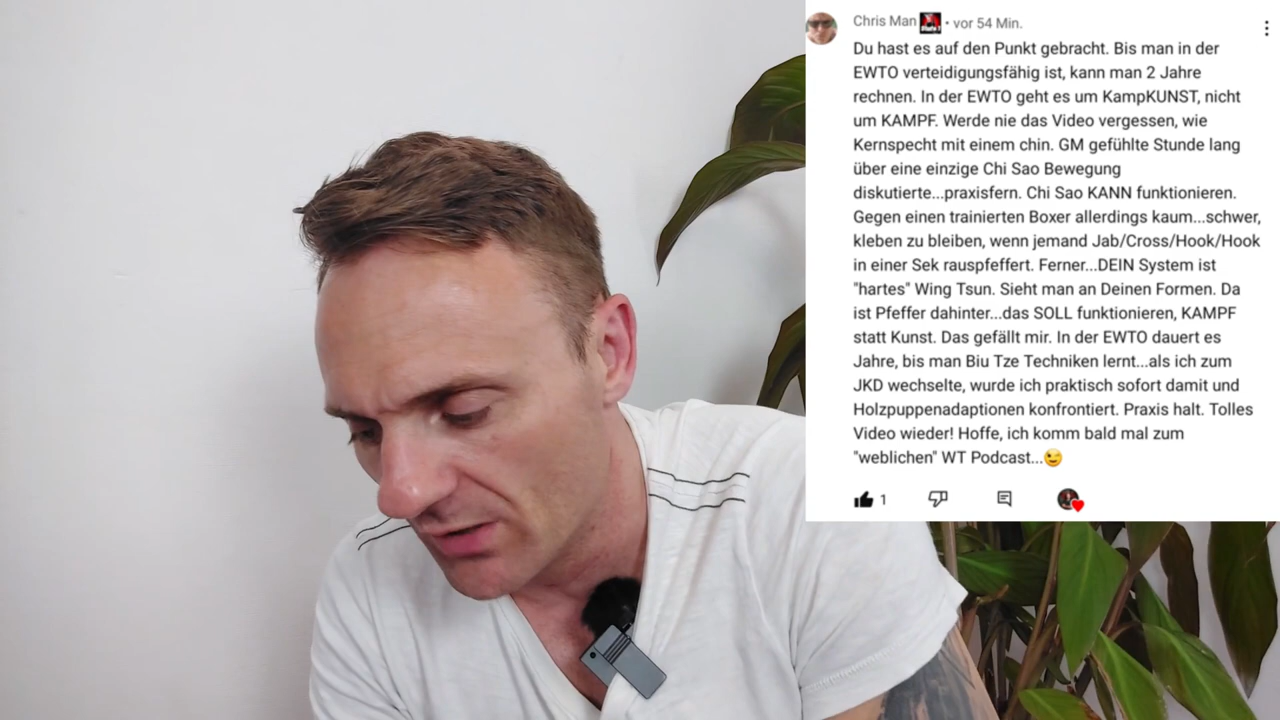 Chris Man • vor 54 Min.
Du hast es auf den Punkt gebracht. Bis man in der
EWTO verteidigungsfähig ist, kann man 2 Jahre
rechnen. In der EWTO geht es um KampKUNST, nicht
um KAMPF. Werde nie das Video vergessen, wie
Kernspecht mit einem chin. GM gefühlte Stunde lang
über eine einzige Chi Sao Bewegung
diskutierte...praxisfern. Chi Sao KANN funktionieren.
Gegen einen trainierten Boxer allerdings kaum...schwer,
kleben zu bleiben, wenn jemand Jab/Cross/Hook/Hook
in einer Sek rauspfeffert. Ferner...DEIN System ist
"hartes" Wing Tsun. Sieht man an Deinen Formen. Da
ist Pfeffer dahinter...das SOLL funktionieren, KAMPF
statt Kunst. Das gefällt mir. In der EWTO dauert es
Jahre, bis man Biu Tze Techniken lernt...als ich zum
JKD wechselte, wurde ich praktisch sofort damit und
Holzpuppenadaptionen konfrontiert. Praxis halt. Tolles
Video wieder! Hoffe, ich komm bald mal zum
"weblichen" WT Podcast...😉
1